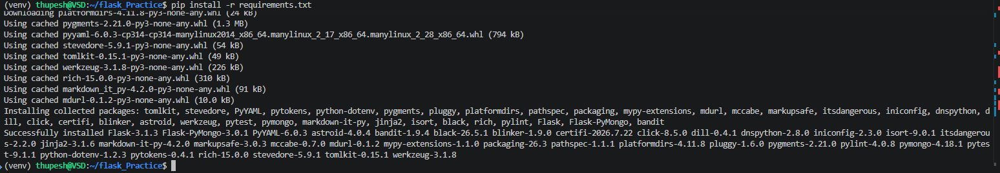 (venv) thupesh@VSD:~/flask_Practice$ pip install -r requirements.txt
Downloading platformdirs-4.11.8-py3-none-any.whl (24 kB)
Using cached pygments-2.21.0-py3-none-any.whl (1.3 MB)
Using cached pyyaml-6.0.3-cp314-cp314-manylinux2014_x86_64.manylinux_2_17_x86_64.manylinux_2_28_x86_64.whl (794 kB)
Using cached stevedore-5.9.1-py3-none-any.whl (54 kB)
Using cached tomlkit-0.15.1-py3-none-any.whl (49 kB)
Using cached werkzeug-3.1.8-py3-none-any.whl (226 kB)
Using cached rich-15.0.0-py3-none-any.whl (310 kB)
Using cached markdown_it_py-4.2.0-py3-none-any.whl (91 kB)
Using cached mdurl-0.1.2-py3-none-any.whl (10.0 kB)
Installing collected packages: tomlkit, stevedore, PyYAML, pytokens, python-dotenv, pygments, pluggy, platformdirs, pathspec, packaging, mypy-extensions, mdurl, mccabe, markupsafe, itsdangerous, iniconfig, dnspython, d
ill, click, certifi, blinker, astroid, werkzeug, pytest, pymongo, markdown-it-py, jinja2, isort, black, rich, pylint, Flask, Flask-PyMongo, bandit
Successfully installed Flask-3.1.3 Flask-PyMongo-3.0.1 PyYAML-6.0.3 astroid-4.0.4 bandit-1.9.4 black-26.5.1 blinker-1.9.0 certifi-2026.7.22 click-8.5.0 dill-0.4.1 dnspython-2.8.0 iniconfig-2.3.0 isort-9.0.1 itsdangerou
s-2.2.0 jinja2-3.1.6 markdown-it-py-4.2.0 markupsafe-3.0.3 mccabe-0.7.0 mdurl-0.1.2 mypy-extensions-1.1.0 packaging-26.3 pathspec-1.1.1 platformdirs-4.11.8 pluggy-1.6.0 pygments-2.21.0 pylint-4.0.8 pymongo-4.18.1 pytes
t-9.1.1 python-dotenv-1.2.3 pytokens-0.4.1 rich-15.0.0 stevedore-5.9.1 tomlkit-0.15.1 werkzeug-3.1.8
(venv) thupesh@VSD:~/flask_Practice$